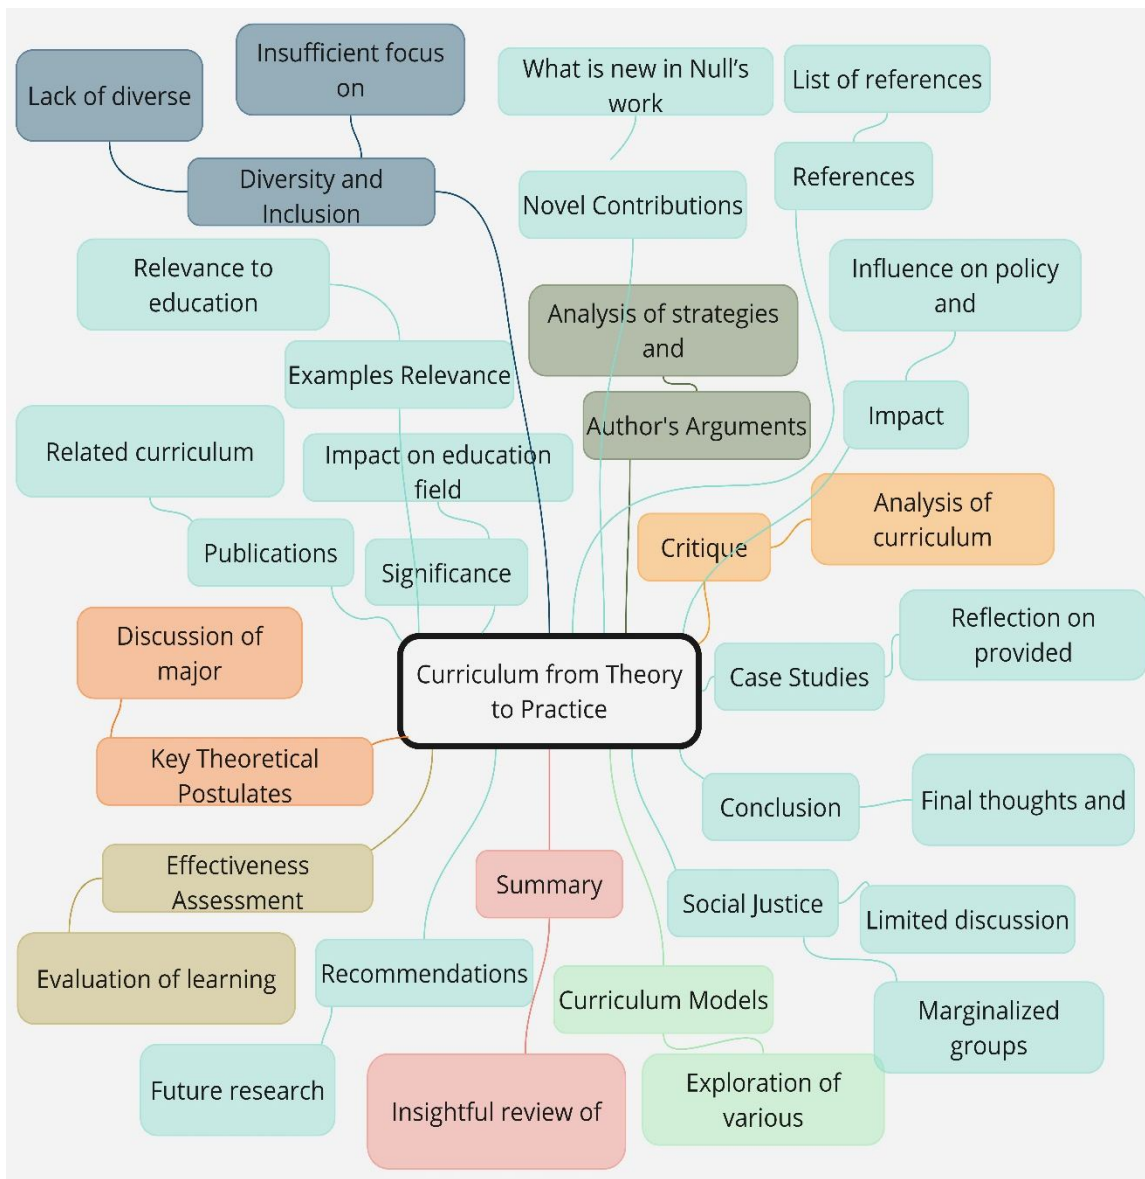 Insufficient focus
on
Lack of diverse
Diversity and
Inclusion
What is new in Null's
work
List of references
Novel Contributions
References
Relevance to
education
Influence on policy
and
Analysis of strategies
and
Examples Relevance
Author's Arguments
Impact
Related curriculum
Impact on education
field
Analysis of
curriculum
Publications
Significance
Critique
Discussion of
major
Curriculum from Theory
to Practice
Reflection on
provided
Case Studies
Key Theoretical
Postulates
Conclusion
Final thoughts and
Effectiveness
Assessment
Summary
Social Justice
Limited discussion
Evaluation of learning
Recommendations
Curriculum Models
Marginalized
groups
Future research
Insightful review of
Exploration of
various